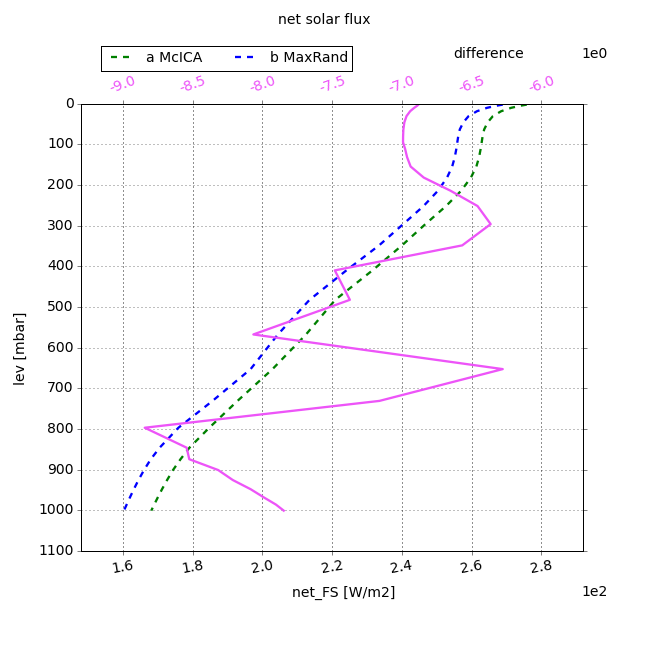 net solar flux
a McICA b MaxRand
difference 1e0
-9.0 -8.5 -8.0 -7.5 -7.0 -6.5 -6.0
0
100
200
300
400
500
600
700
800
900
1000
1100
lev [mbar]
1.6 1.8 2.0 2.2 2.4 2.6 2.8
net_FS [W/m2] 1e2